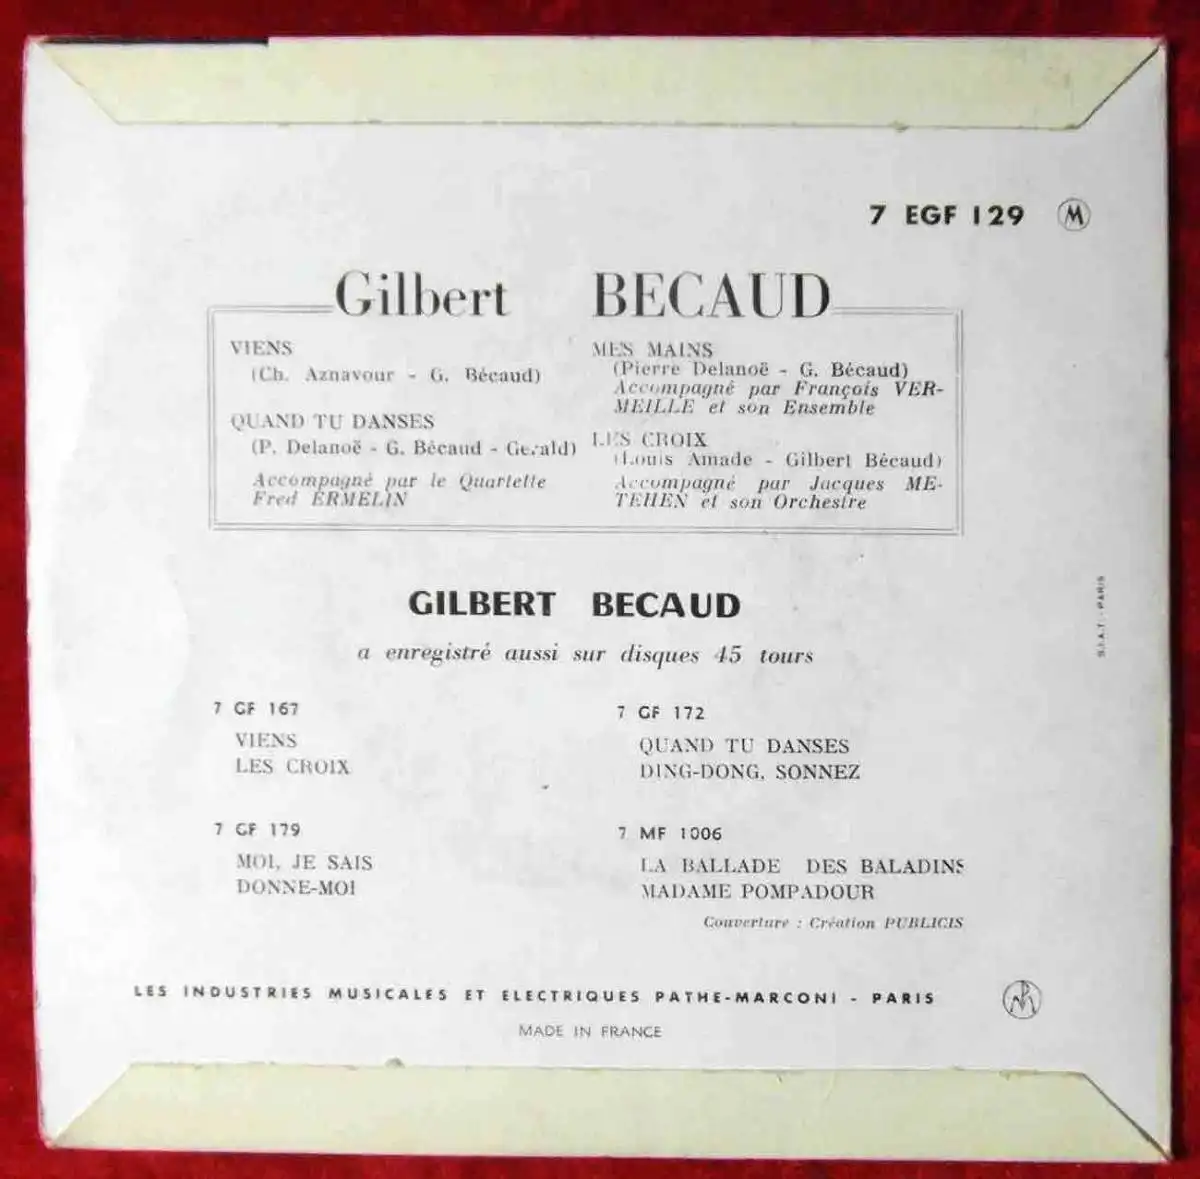 7 EGF 129 M
Gilbert BECAUD
VIENS
(Ch. Aznavour - G. Bécaud)
QUAND TU DANSES
(P. Delanoë - G. Bécaud - Gerald)
Accompagné par le Quartette
Fred ERMELIN
MES MAINS
(Pierre Delanoë - G. Bécaud)
Accompagné par François VER-
MEILLE et son Ensemble
LES CROIX
(Louis Amade - Gilbert Bécaud)
Accompagné par Jacques ME-
TEHEN et son Orchestre
GILBERT BECAUD
a enregistré aussi sur disques 45 tours
7 GF 167
VIENS
LES CROIX
7 GF 172
QUAND TU DANSES
DING-DONG, SONNEZ
7 GF 179
MOI, JE SAIS
DONNE-MOI
7 MF 1006
LA BALLADE DES BALADINS
MADAME POMPADOUR
Couverture : Création PUBLICIS
LES INDUSTRIES MUSICALES ET ELECTRIQUES PATHE-MARCONI - PARIS
MADE IN FRANCE
S.I.A.T. - PARIS